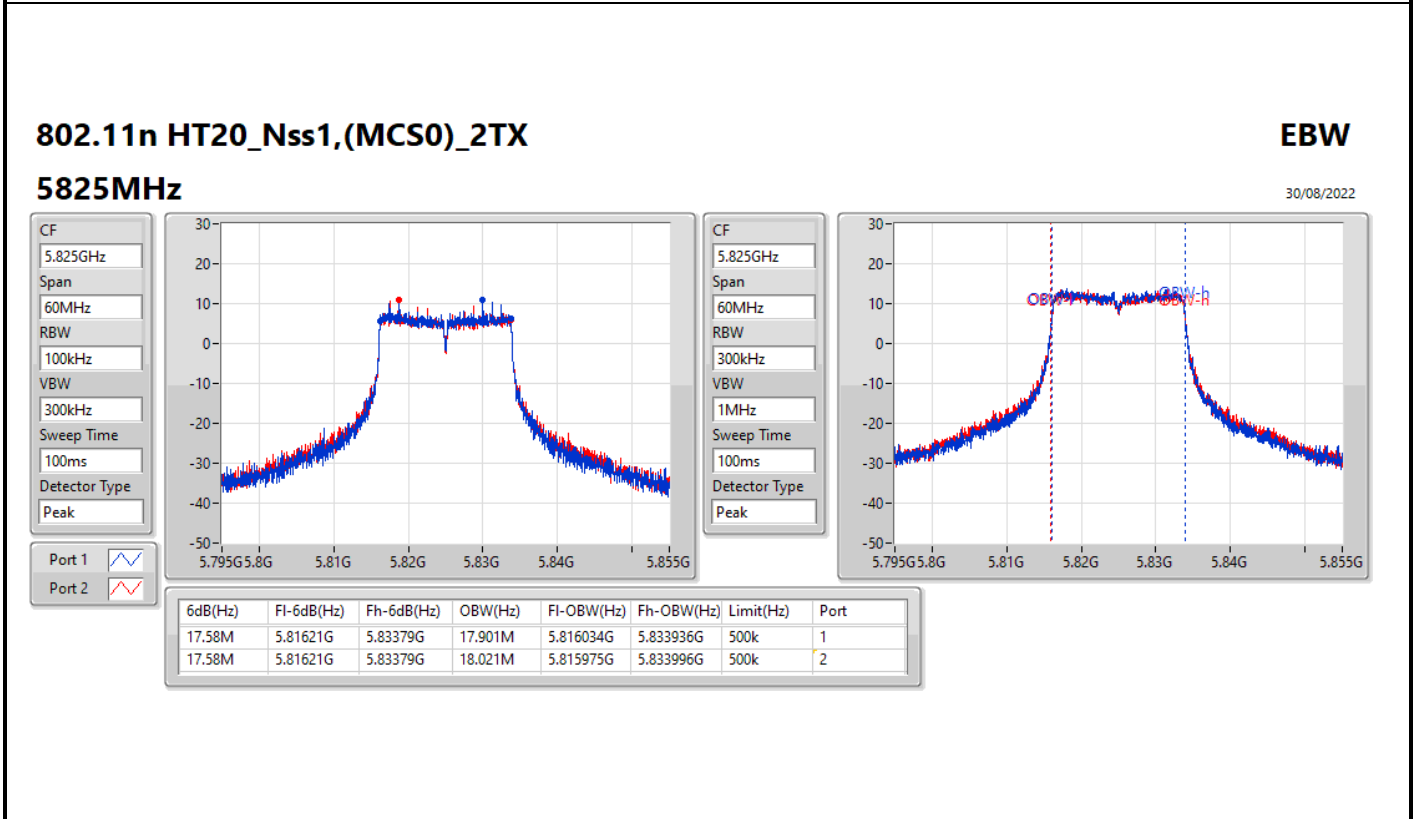 802.11n HT20_Nss1,(MCS0)_2TX EBW
5825MHz 30/08/2022
CF
5.825GHz
Span
60MHz
RBW
100kHz
VBW
300kHz
Sweep Time
100ms
Detector Type
Peak
Port 1
Port 2
30
20
10
0
-10
-20
-30
-40
-50
5.795G 5.8G 5.81G 5.82G 5.83G 5.84G 5.855G
CF
5.825GHz
Span
60MHz
RBW
300kHz
VBW
1MHz
Sweep Time
100ms
Detector Type
Peak
30
20
10
0
-10
-20
-30
-40
-50
OBW-h
OBW-h
5.795G 5.8G 5.81G 5.82G 5.83G 5.84G 5.855G
6dB(Hz) Fl-6dB(Hz) Fh-6dB(Hz) OBW(Hz) Fl-OBW(Hz) Fh-OBW(Hz) Limit(Hz) Port
17.58M 5.81621G 5.83379G 17.901M 5.816034G 5.833936G 500k 1
17.58M 5.81621G 5.83379G 18.021M 5.815975G 5.833996G 500k 2